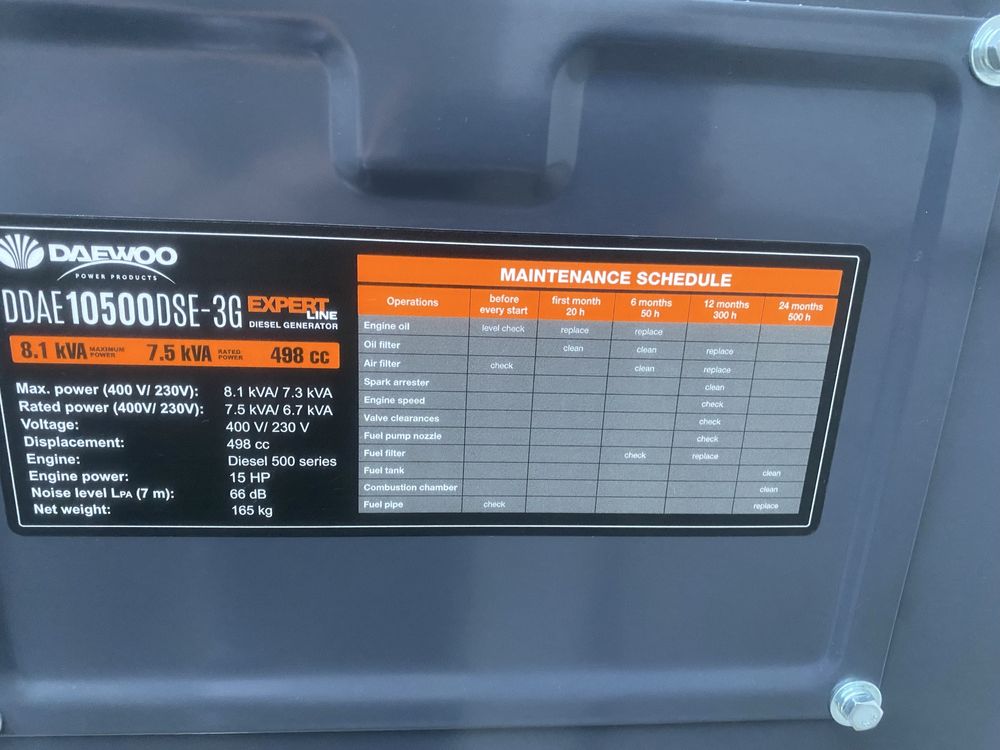 DAEWOO
POWER PRODUCTS
DDAE10500DSE-3G EXPERT LINE
DIESEL GENERATOR
8.1 kVA MAXIMUM POWER 7.5 kVA RATED POWER 498 cc
Max. power (400 V/ 230V): 8.1 kVA/ 7.3 kVA
Rated power (400V/ 230V): 7.5 kVA/ 6.7 kVA
Voltage: 400 V/ 230 V
Displacement: 498 cc
Engine: Diesel 500 series
Engine power: 15 HP
Noise level LPA (7 m): 66 dB
Net weight: 165 kg
MAINTENANCE SCHEDULE
Operations before every start first month 20 h 6 months 50 h 12 months 300 h 24 months 500 h
Engine oil level check replace replace
Oil filter clean clean replace
Air filter check clean replace
Spark arrester clean
Engine speed check
Valve clearances check
Fuel pump nozzle check
Fuel filter check replace
Fuel tank clean
Combustion chamber clean
Fuel pipe check replace